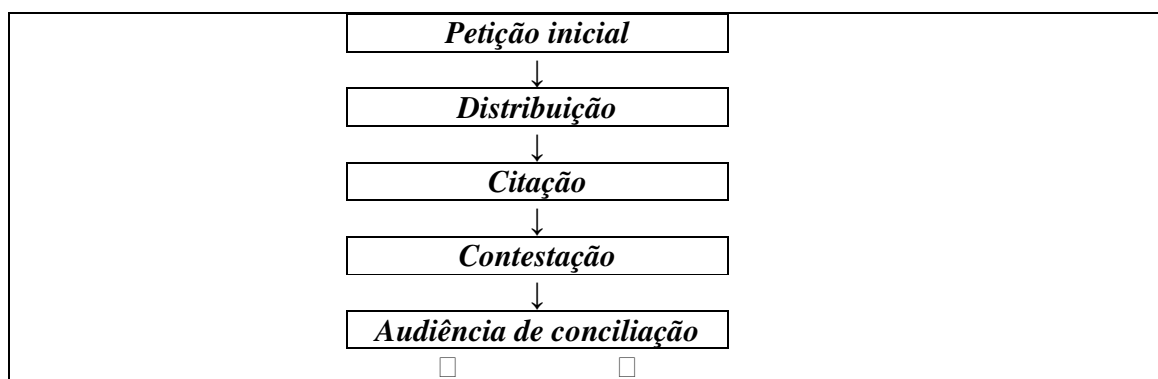 Petição inicial
↓
Distribuição
↓
Citação
↓
Contestação
↓
Audiência de conciliação